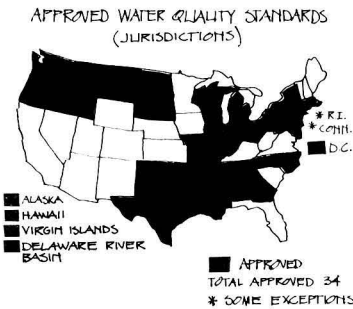 APPROVED WATER QUALITY STANDARDS
(JURISDICTIONS)
* R.I.
* CONN.
D.C.
ALASKA
HAWAII
VIRGIN ISLANDS
DELAWARE RIVER
BASIN
APPROVED
TOTAL APPROVED 34
* SOME EXCEPTIONS